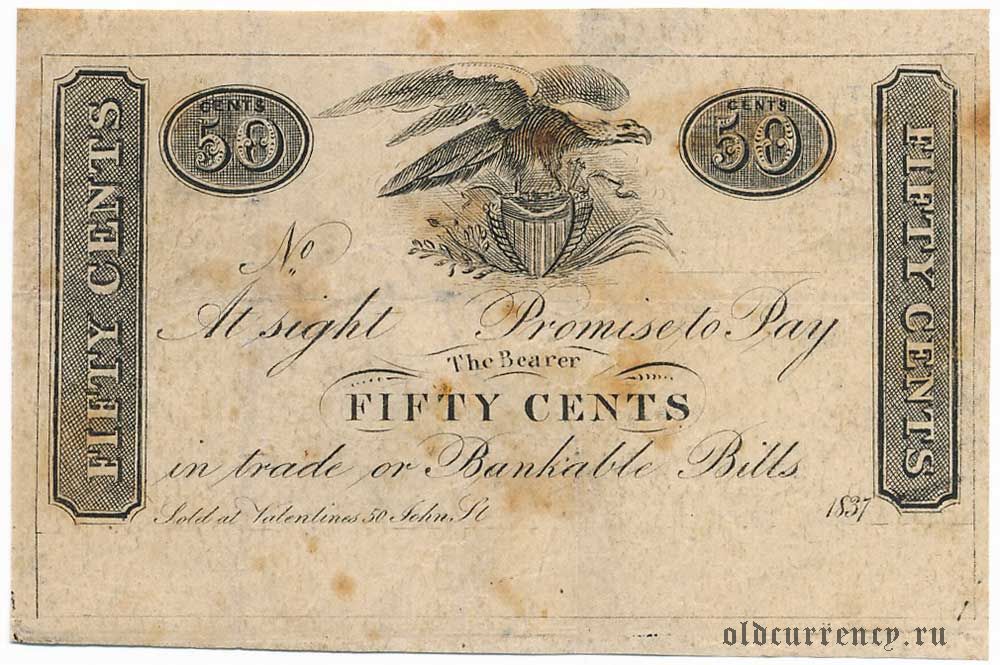 FIFTY CENTS
CENTS
50
CENTS
50
FIFTY CENTS
No.
At sight Promise to Pay
The Bearer
FIFTY CENTS
in trade or Bankable Bills
Sold at Valentines 50 John St
1837
oldcurrency.ru